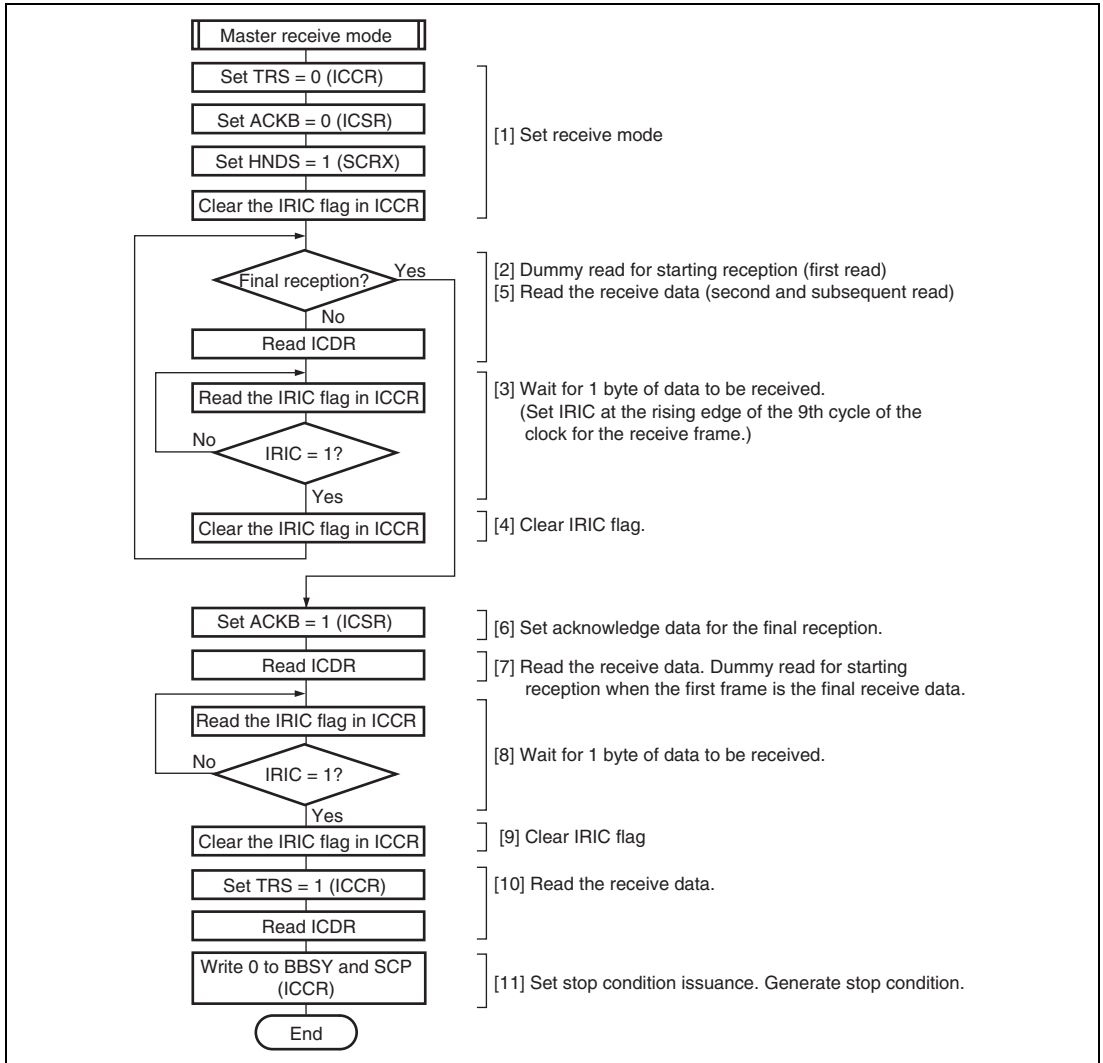 Master receive mode
Set TRS = 0 (ICCR)
Set ACKB = 0 (ICSR)
[1] Set receive mode
Set HNDS = 1 (SCRX)
Clear the IRIC flag in ICCR
Final reception?
Yes
[2] Dummy read for starting reception (first read)
[5] Read the receive data (second and subsequent read)
No
Read ICDR
Read the IRIC flag in ICCR
[3] Wait for 1 byte of data to be received.
(Set IRIC at the rising edge of the 9th cycle of the
clock for the receive frame.)
No
IRIC = 1?
Yes
Clear the IRIC flag in ICCR
[4] Clear IRIC flag.
Set ACKB = 1 (ICSR)
[6] Set acknowledge data for the final reception.
Read ICDR
[7] Read the receive data. Dummy read for starting
reception when the first frame is the final receive data.
Read the IRIC flag in ICCR
[8] Wait for 1 byte of data to be received.
No
IRIC = 1?
Yes
Clear the IRIC flag in ICCR
[9] Clear IRIC flag
Set TRS = 1 (ICCR)
[10] Read the receive data.
Read ICDR
Write 0 to BBSY and SCP
(ICCR)
[11] Set stop condition issuance. Generate stop condition.
End